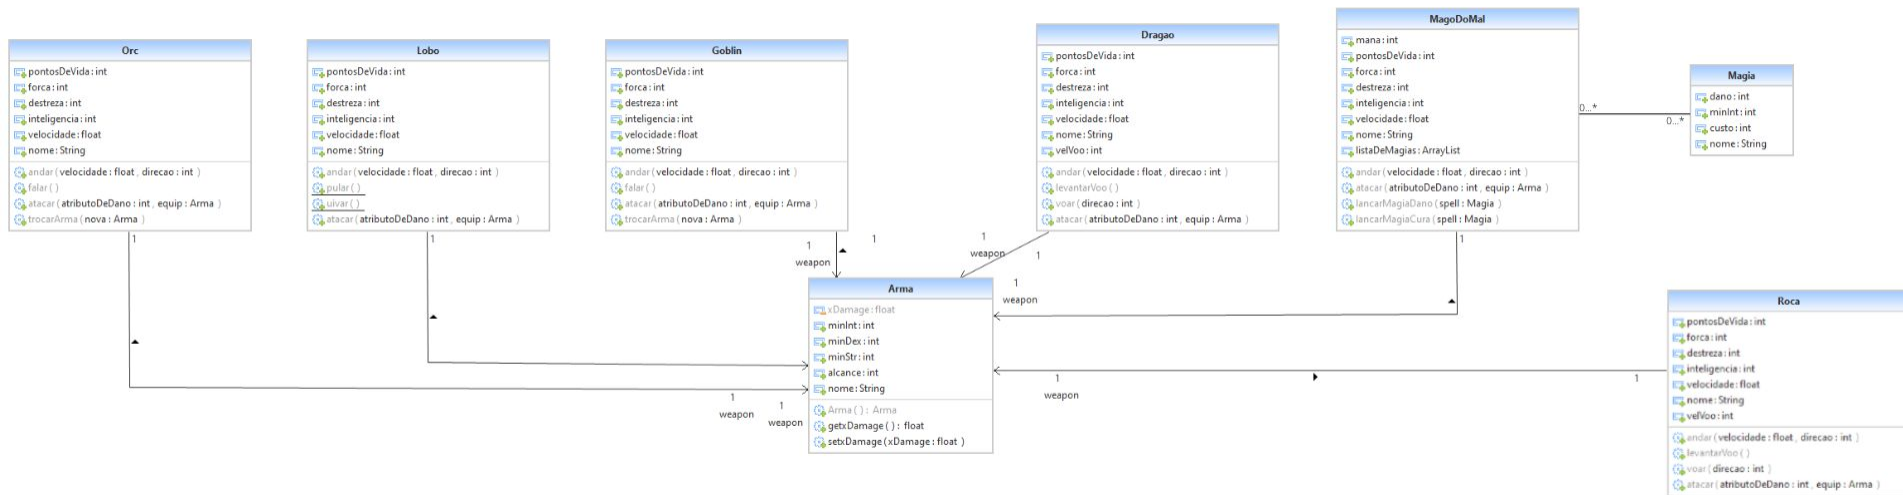 Orc
pontosDeVida : int
forca : int
destreza : int
inteligencia : int
velocidade : float
nome : String
andar ( velocidade : float , direcao : int )
falar ( )
atacar ( atributoDeDano : int , equip : Arma )
trocarArma ( nova : Arma )
1
Lobo
pontosDeVida : int
forca : int
destreza : int
inteligencia : int
velocidade : float
nome : String
andar ( velocidade : float , direcao : int )
pular ( )
uivar ( )
atacar ( atributoDeDano : int , equip : Arma )
1
Goblin
pontosDeVida : int
forca : int
destreza : int
inteligencia : int
velocidade : float
nome : String
andar ( velocidade : float , direcao : int )
falar ( )
atacar ( atributoDeDano : int , equip : Arma )
trocarArma ( nova : Arma )
1
1
weapon
Dragao
pontosDeVida : int
forca : int
destreza : int
inteligencia : int
velocidade : float
nome : String
velVoo : int
andar ( velocidade : float , direcao : int )
levantarVoo ( )
voar ( direcao : int )
atacar ( atributoDeDano : int , equip : Arma )
1
weapon
1
MagoDoMal
mana : int
pontosDeVida : int
forca : int
destreza : int
inteligencia : int
velocidade : float
nome : String
listaDeMagias : ArrayList
andar ( velocidade : float , direcao : int )
atacar ( atributoDeDano : int , equip : Arma )
lancarMagiaDano ( spell : Magia )
lancarMagiaCura ( spell : Magia )
1
0...*
0...*
Magia
dano : int
minInt : int
custo : int
nome : String
1
weapon
Arma
xDamage : float
minInt : int
minDex : int
minStr : int
alcance : int
nome : String
Arma ( ) : Arma
getxDamage ( ) : float
setxDamage ( xDamage : float )
1
weapon
1
weapon
1
weapon
1
Roca
pontosDeVida : int
forca : int
destreza : int
inteligencia : int
velocidade : float
nome : String
velVoo : int
andar ( velocidade : float , direcao : int )
levantarVoo ( )
voar ( direcao : int )
atacar ( atributoDeDano : int , equip : Arma )